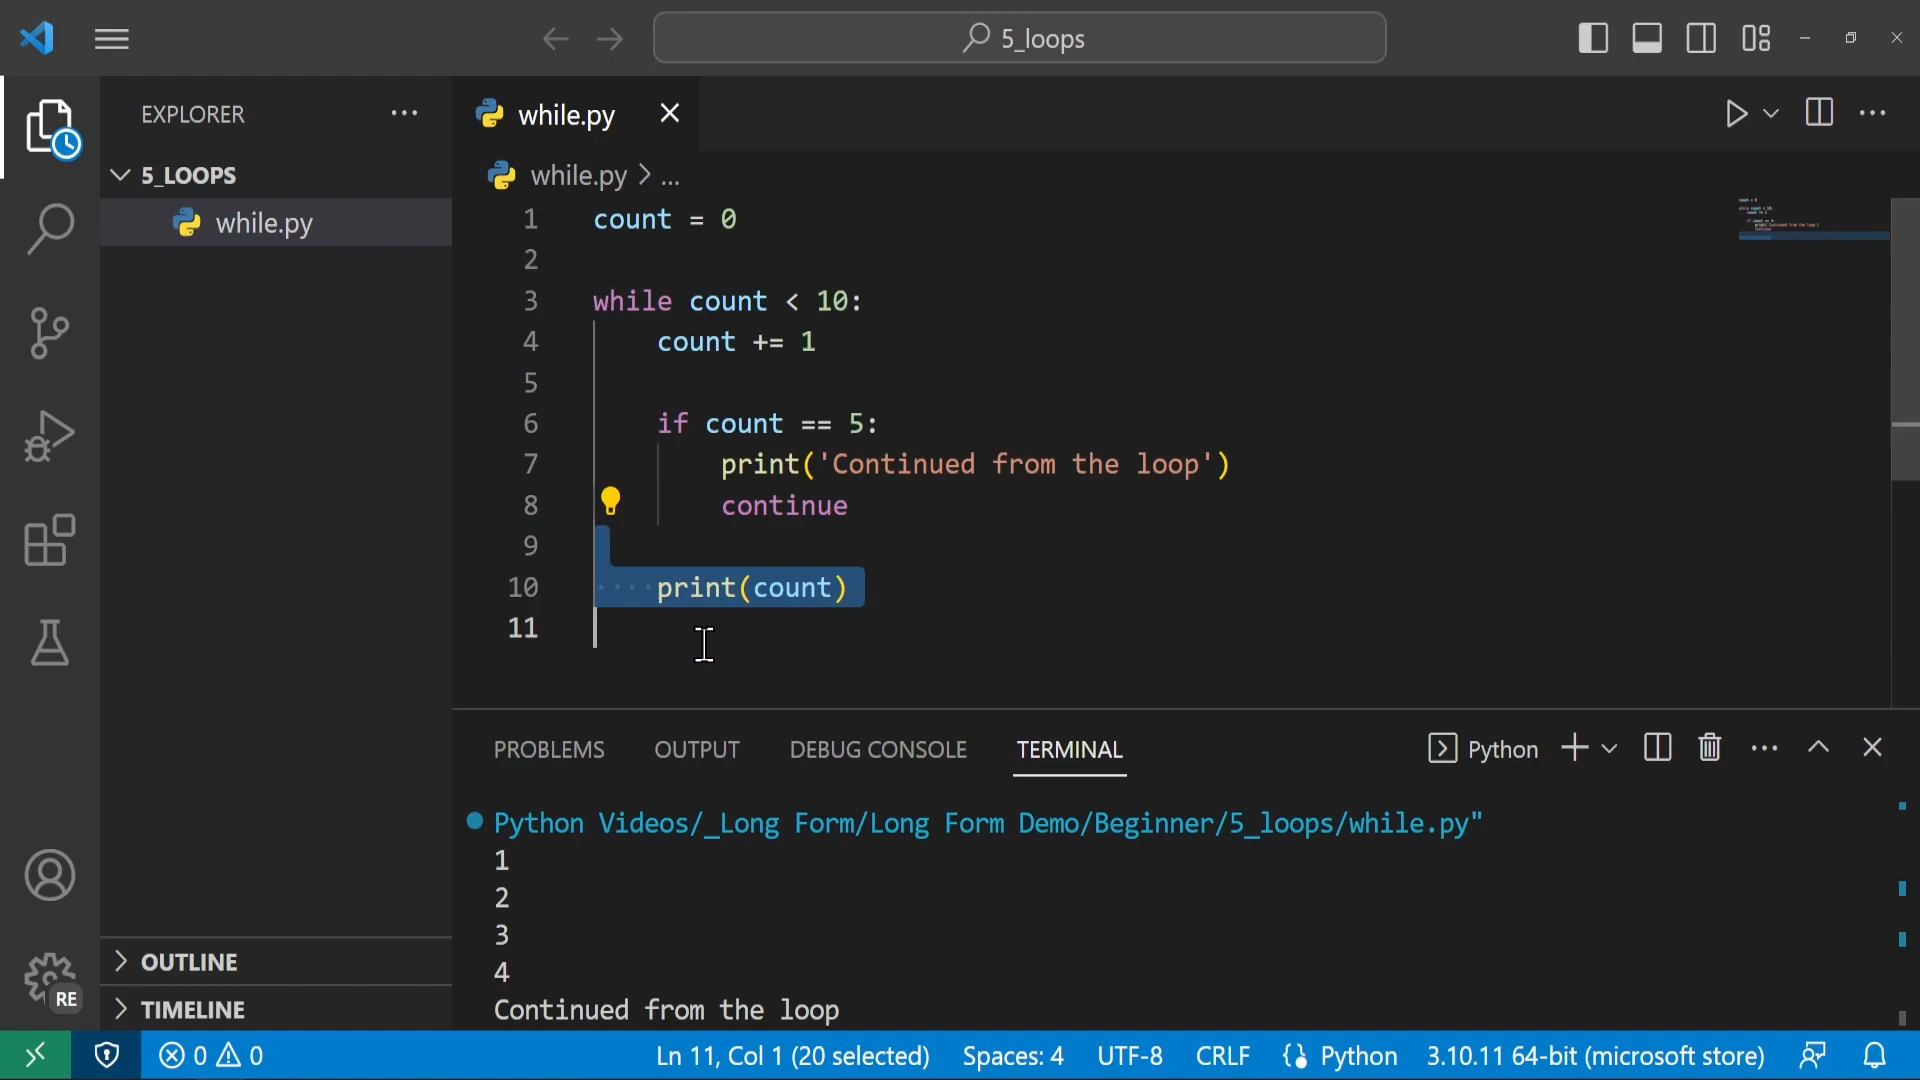 5_loops
EXPLORER
while.py
5_LOOPS
while.py > ...
while.py
1 count = 0
2
3 while count < 10:
4 count += 1
5
6 if count == 5:
7 print('Continued from the loop')
8 continue
9
10 print(count)
11
PROBLEMS OUTPUT DEBUG CONSOLE TERMINAL
Python
Python Videos/_Long Form/Long Form Demo/Beginner/5_loops/while.py"
1
2
3
4
Continued from the loop
OUTLINE
TIMELINE
RE
0 0 Ln 11, Col 1 (20 selected) Spaces: 4 UTF-8 CRLF Python 3.10.11 64-bit (microsoft store)